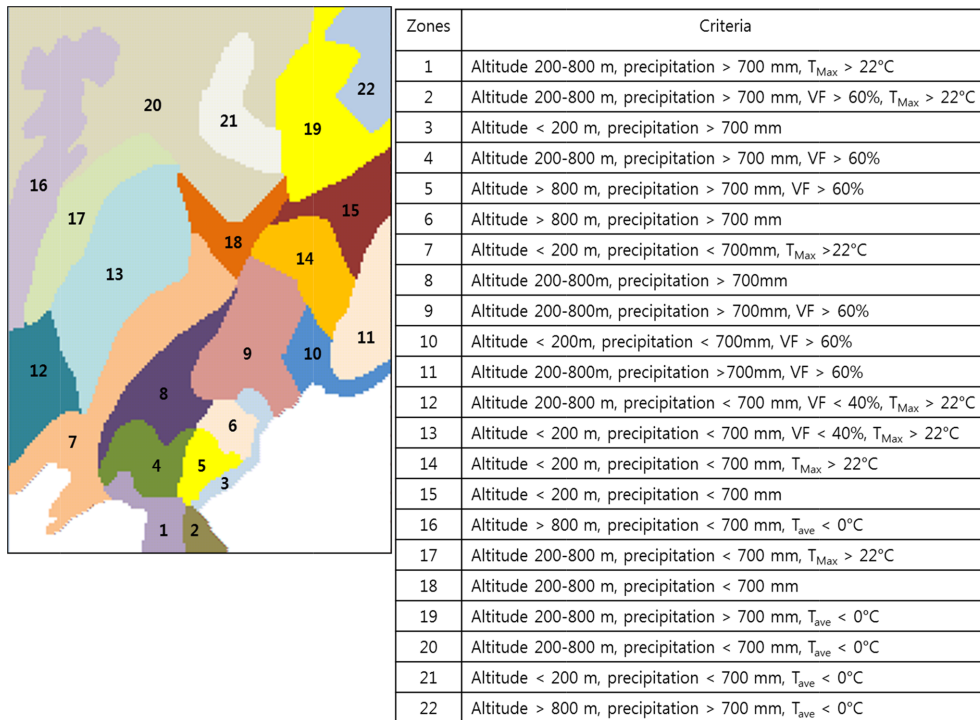 20
22
21
19
16
17
15
18
14
13
11
10
9
12
8
6
7
4
5
3
1
2
Zones Criteria
1 Altitude 200-800 m, precipitation > 700 mm, TMax > 22°C
2 Altitude 200-800 m, precipitation > 700 mm, VF > 60%, TMax > 22°C
3 Altitude < 200 m, precipitation > 700 mm
4 Altitude 200-800 m, precipitation > 700 mm, VF > 60%
5 Altitude > 800 m, precipitation > 700 mm, VF > 60%
6 Altitude > 800 m, precipitation > 700 mm
7 Altitude < 200 m, precipitation < 700mm, TMax >22°C
8 Altitude 200-800m, precipitation > 700mm
9 Altitude 200-800m, precipitation > 700mm, VF > 60%
10 Altitude < 200m, precipitation < 700mm, VF > 60%
11 Altitude 200-800m, precipitation >700mm, VF > 60%
12 Altitude 200-800 m, precipitation < 700 mm, VF < 40%, TMax > 22°C
13 Altitude < 200 m, precipitation < 700 mm, VF < 40%, TMax > 22°C
14 Altitude < 200 m, precipitation < 700 mm, TMax > 22°C
15 Altitude < 200 m, precipitation < 700 mm
16 Altitude > 800 m, precipitation < 700 mm, Tave < 0°C
17 Altitude 200-800 m, precipitation < 700 mm, TMax > 22°C
18 Altitude 200-800 m, precipitation < 700 mm
19 Altitude 200-800 m, precipitation > 700 mm, Tave < 0°C
20 Altitude 200-800 m, precipitation < 700 mm, Tave < 0°C
21 Altitude < 200 m, precipitation < 700 mm, Tave < 0°C
22 Altitude > 800 m, precipitation > 700 mm, Tave < 0°C